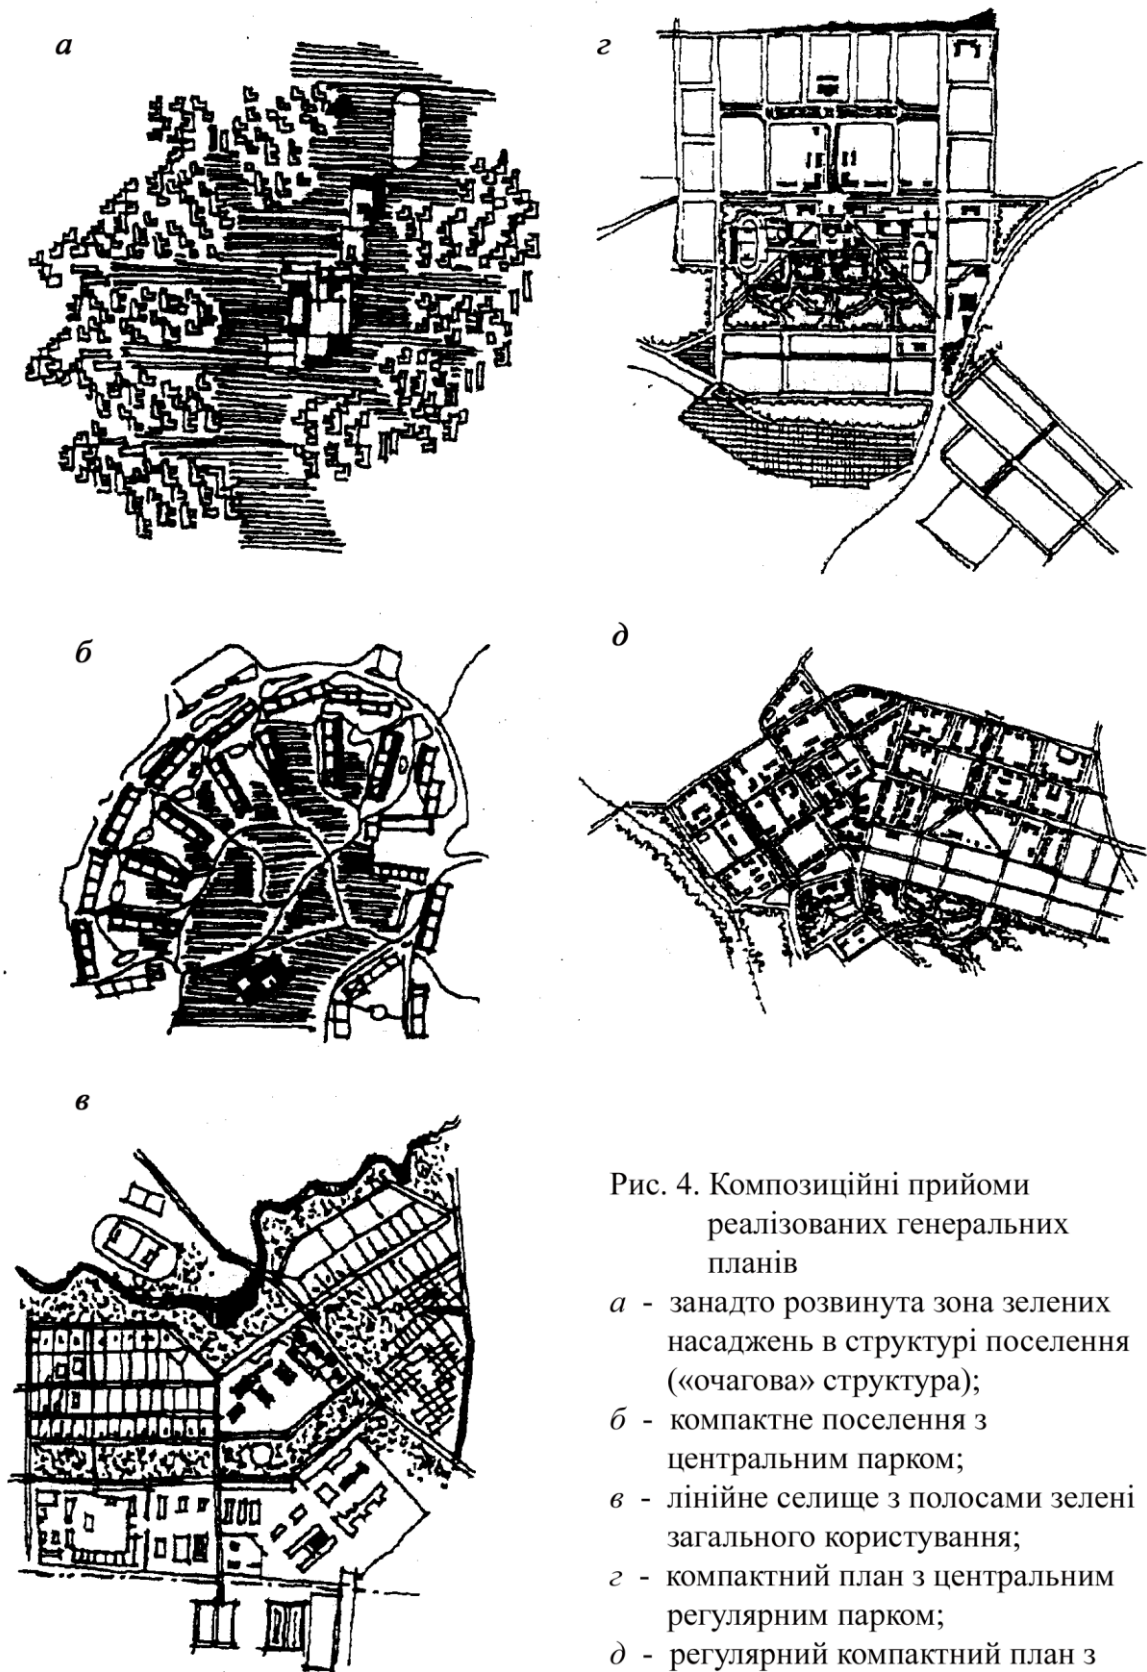 а
г
б
д
в
Рис. 4. Композиційні прийоми
реалізованих генеральних
планів
а - занадто розвинута зона зелених
насаджень в структурі поселення
(«очагова» структура);
б - компактне поселення з
центральним парком;
в - лінійне селище з полосами зелені
загального користування;
г - компактний план з центральним
регулярним парком;
д - регулярний компактний план з